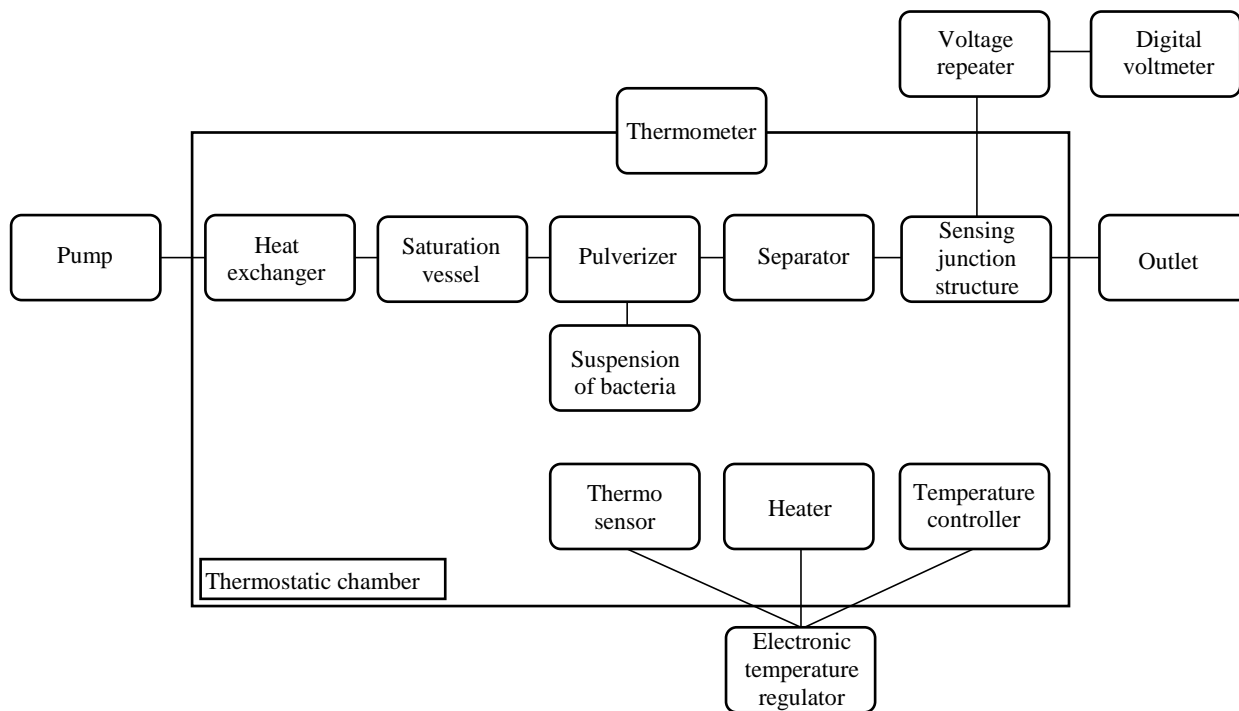 Voltage
repeater
Digital
voltmeter
Thermometer
Pump
Heat
exchanger
Saturation
vessel
Pulverizer
Separator
Sensing
junction
structure
Outlet
Suspension
of bacteria
Thermo
sensor
Heater
Temperature
controller
Thermostatic chamber
Electronic
temperature
regulator